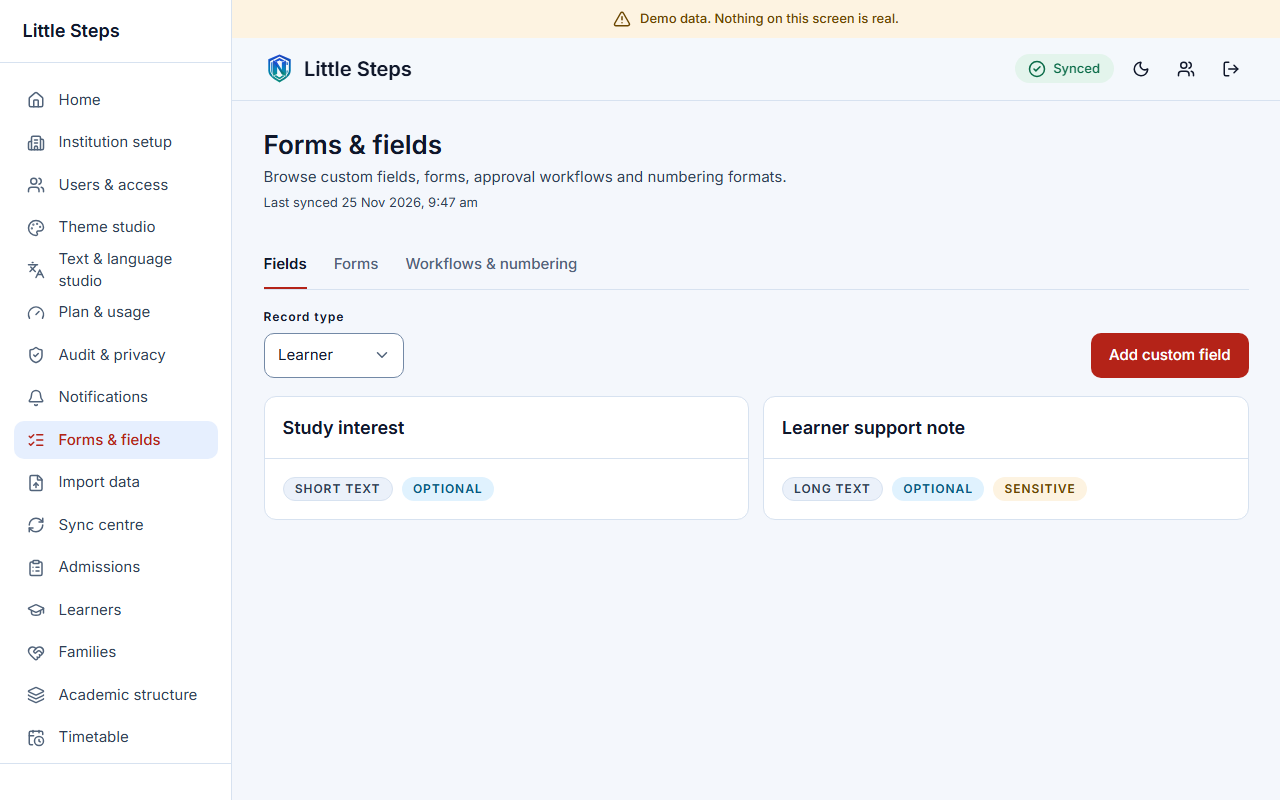 Little Steps
Home
Institution setup
Users & access
Theme studio
Text & language
studio
Plan & usage
Audit & privacy
Notifications
Forms & fields
Import data
Sync centre
Admissions
Learners
Families
Academic structure
Timetable
Demo data. Nothing on this screen is real.
Little Steps
Synced
Forms & fields
Browse custom fields, forms, approval workflows and numbering formats.
Last synced 25 Nov 2026, 9:47 am
Fields Forms Workflows & numbering
Record type
Learner
Add custom field
Study interest
SHORT TEXT OPTIONAL
Learner support note
LONG TEXT OPTIONAL SENSITIVE